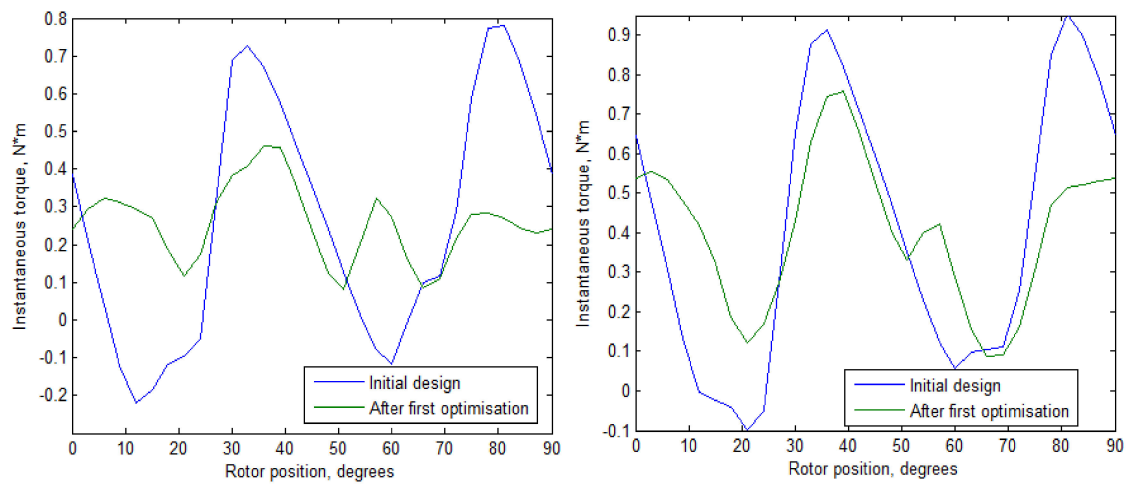 0.8
0.7
0.6
0.5
0.4
0.3
0.2
0.1
0
-0.1
-0.2
Instantaneous torque, N*m
0 10 20 30 40 50 60 70 80 90
Rotor position, degrees
Initial design
After first optimisation
0.9
0.8
0.7
0.6
0.5
0.4
0.3
0.2
0.1
0
-0.1
Instantaneous torque, N*m
0 10 20 30 40 50 60 70 80 90
Rotor position, degrees
Initial design
After first optimisation